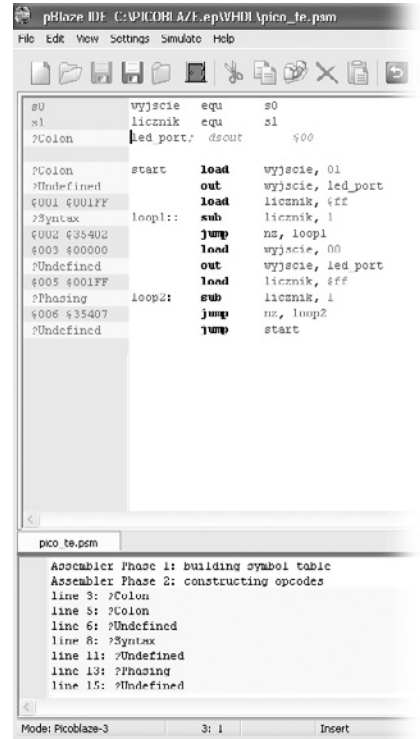 pBlaze IDE C:\PICOBLAZE.ep\VHDL\pico_te.psm
File Edit View Settings Simulate Help
s0 wyjscie equ s0
s1 licznik equ s1
?Colon led_port; dsout $00
?Colon start load wyjscie, 01
?Undefined out wyjscie, led_port
$001 $001FF load licznik, $ff
?Syntax loop1:: sub licznik, 1
$002 $35402 jump nz, loop1
$003 $00000 load wyjscie, 00
?Undefined out wyjscie, led_port
$005 $001FF load licznik, $ff
?Phasing loop2: sub licznik, 1
$006 $35407 jump nz, loop2
?Undefined jump start
pico_te.psm
Assembler Phase 1: building symbol table
Assembler Phase 2: constructing opcodes
line 3: ?Colon
line 5: ?Colon
line 6: ?Undefined
line 8: ?Syntax
line 11: ?Undefined
line 13: ?Phasing
line 15: ?Undefined
Mode: Picoblaze-3 3: 1 Insert